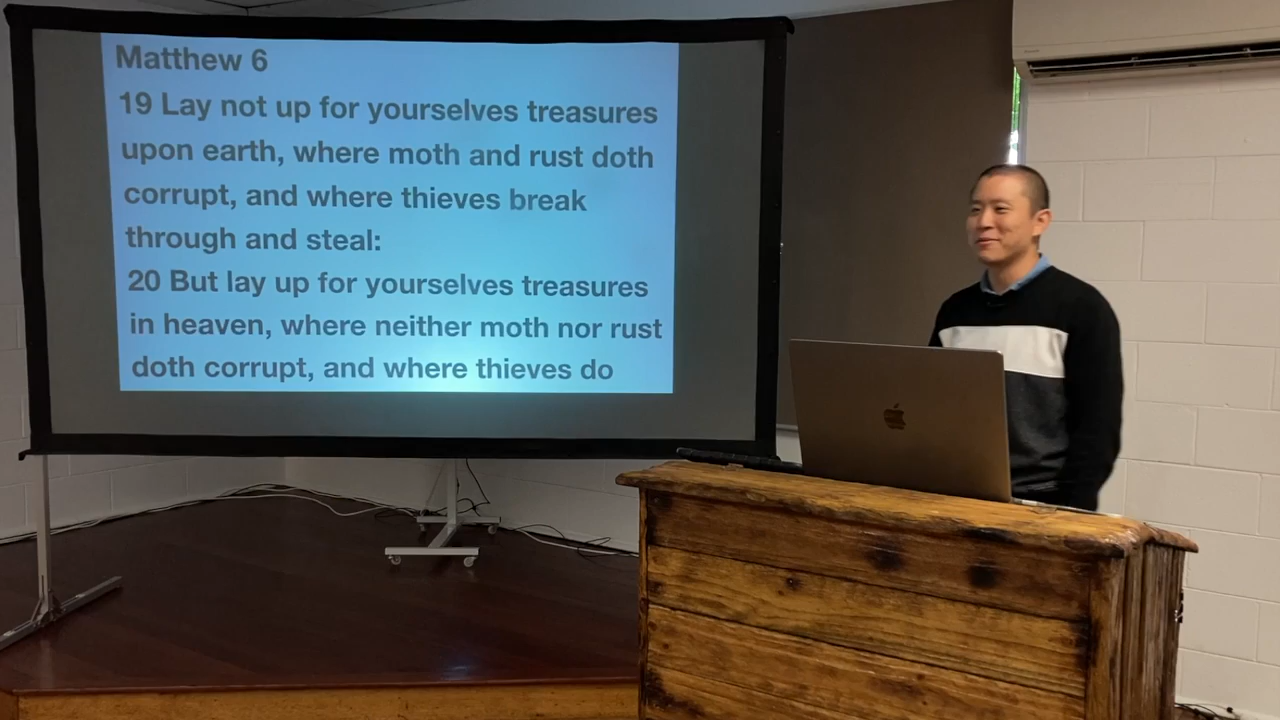 Matthew 6
19 Lay not up for yourselves treasures
upon earth, where moth and rust doth
corrupt, and where thieves break
through and steal:
20 But lay up for yourselves treasures
in heaven, where neither moth nor rust
doth corrupt, and where thieves do